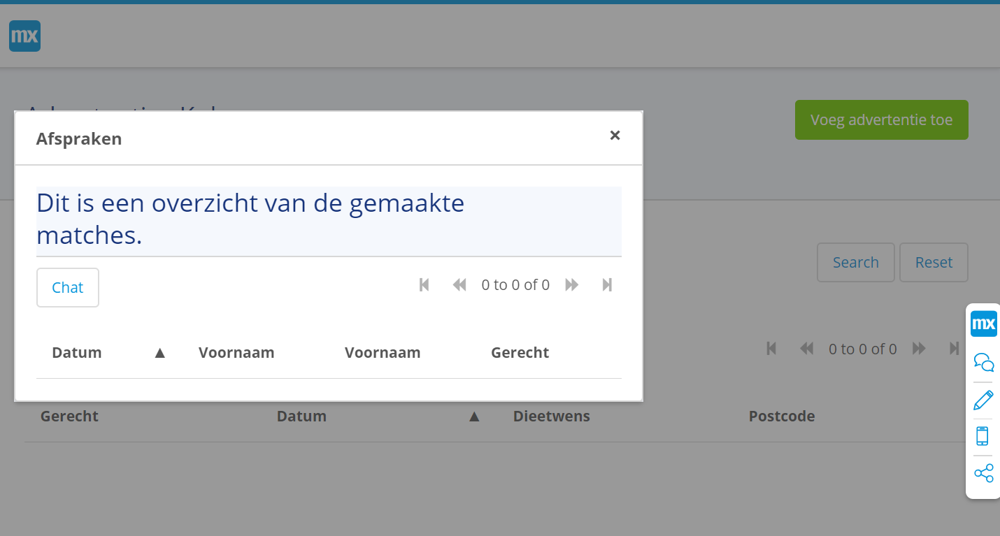 mx
Voeg advertentie toe
Afspraken
×
Dit is een overzicht van de gemaakte
matches.
Search
Reset
Chat
0 to 0 of 0
mx
0 to 0 of 0
Datum ▲ Voornaam Voornaam Gerecht
Gerecht Datum ▲ Dieetwens Postcode